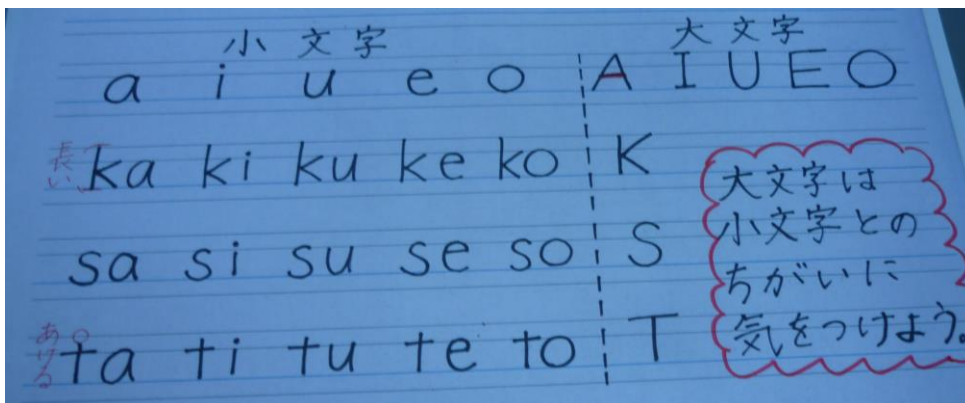 小文字 大文字
a i u e o A I U E O
長い ka ki ku ke ko K
sa si su se so S
あける ta ti tu te to T
大文字は
小文字との
ちがいに
気をつけよう。